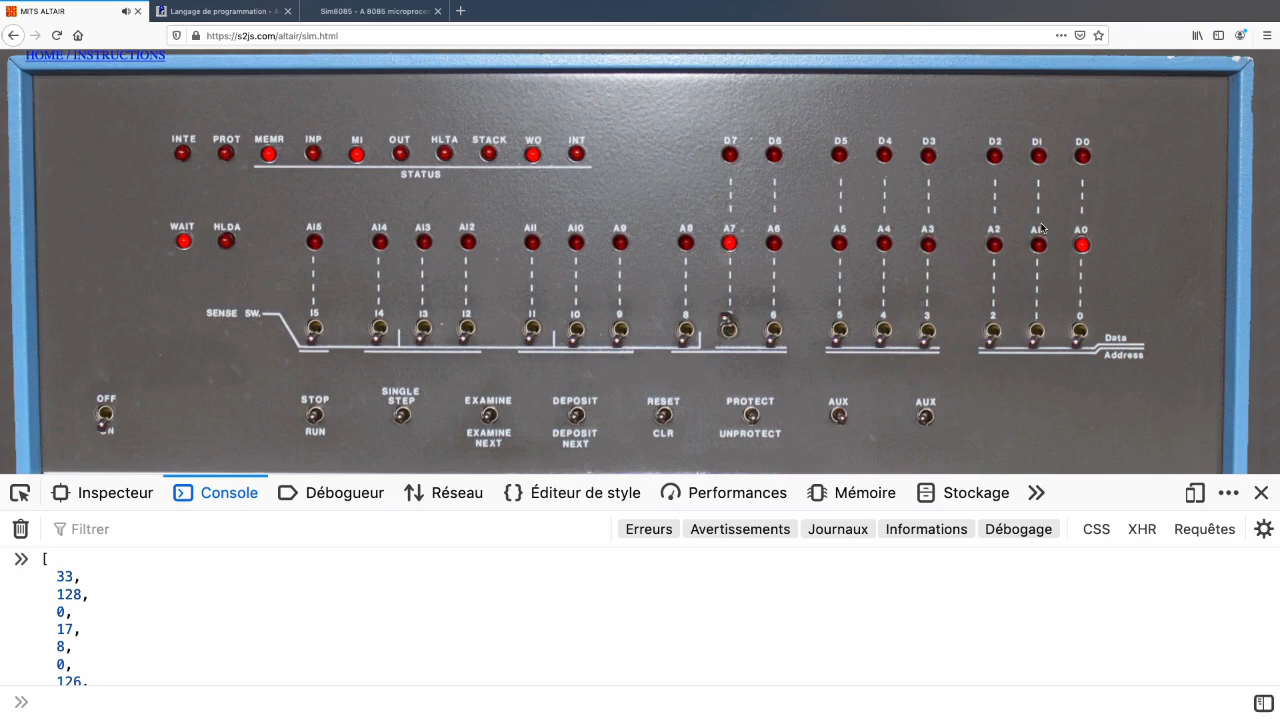 MITS ALTAIR
Langage de programmation - A
Sim8085 - A 8085 microproce
https://s2js.com/altair/sim.html
HOME / INSTRUCTIONS
INTE PROT MEMR INP MI OUT HLTA STACK WO INT D7 D6 D5 D4 D3 D2 D1 D0
STATUS
WAIT HLDA A15 A14 A13 A12 A11 A10 A9 A8 A7 A6 A5 A4 A3 A2 A0
SENSE SW. 15 14 13 12 11 10 9 8 6 5 4 3 2 1 0
Data
Address
OFF STOP SINGLE STEP EXAMINE DEPOSIT RESET PROTECT AUX AUX
RUN EXAMINE NEXT DEPOSIT NEXT CLR UNPROTECT
Inspecteur Console Débogueur Réseau Éditeur de style Performances Mémoire Stockage
Filtrer Erreurs Avertissements Journaux Informations Débogage CSS XHR Requêtes
[
33,
128,
0,
17,
8,
0,
126,